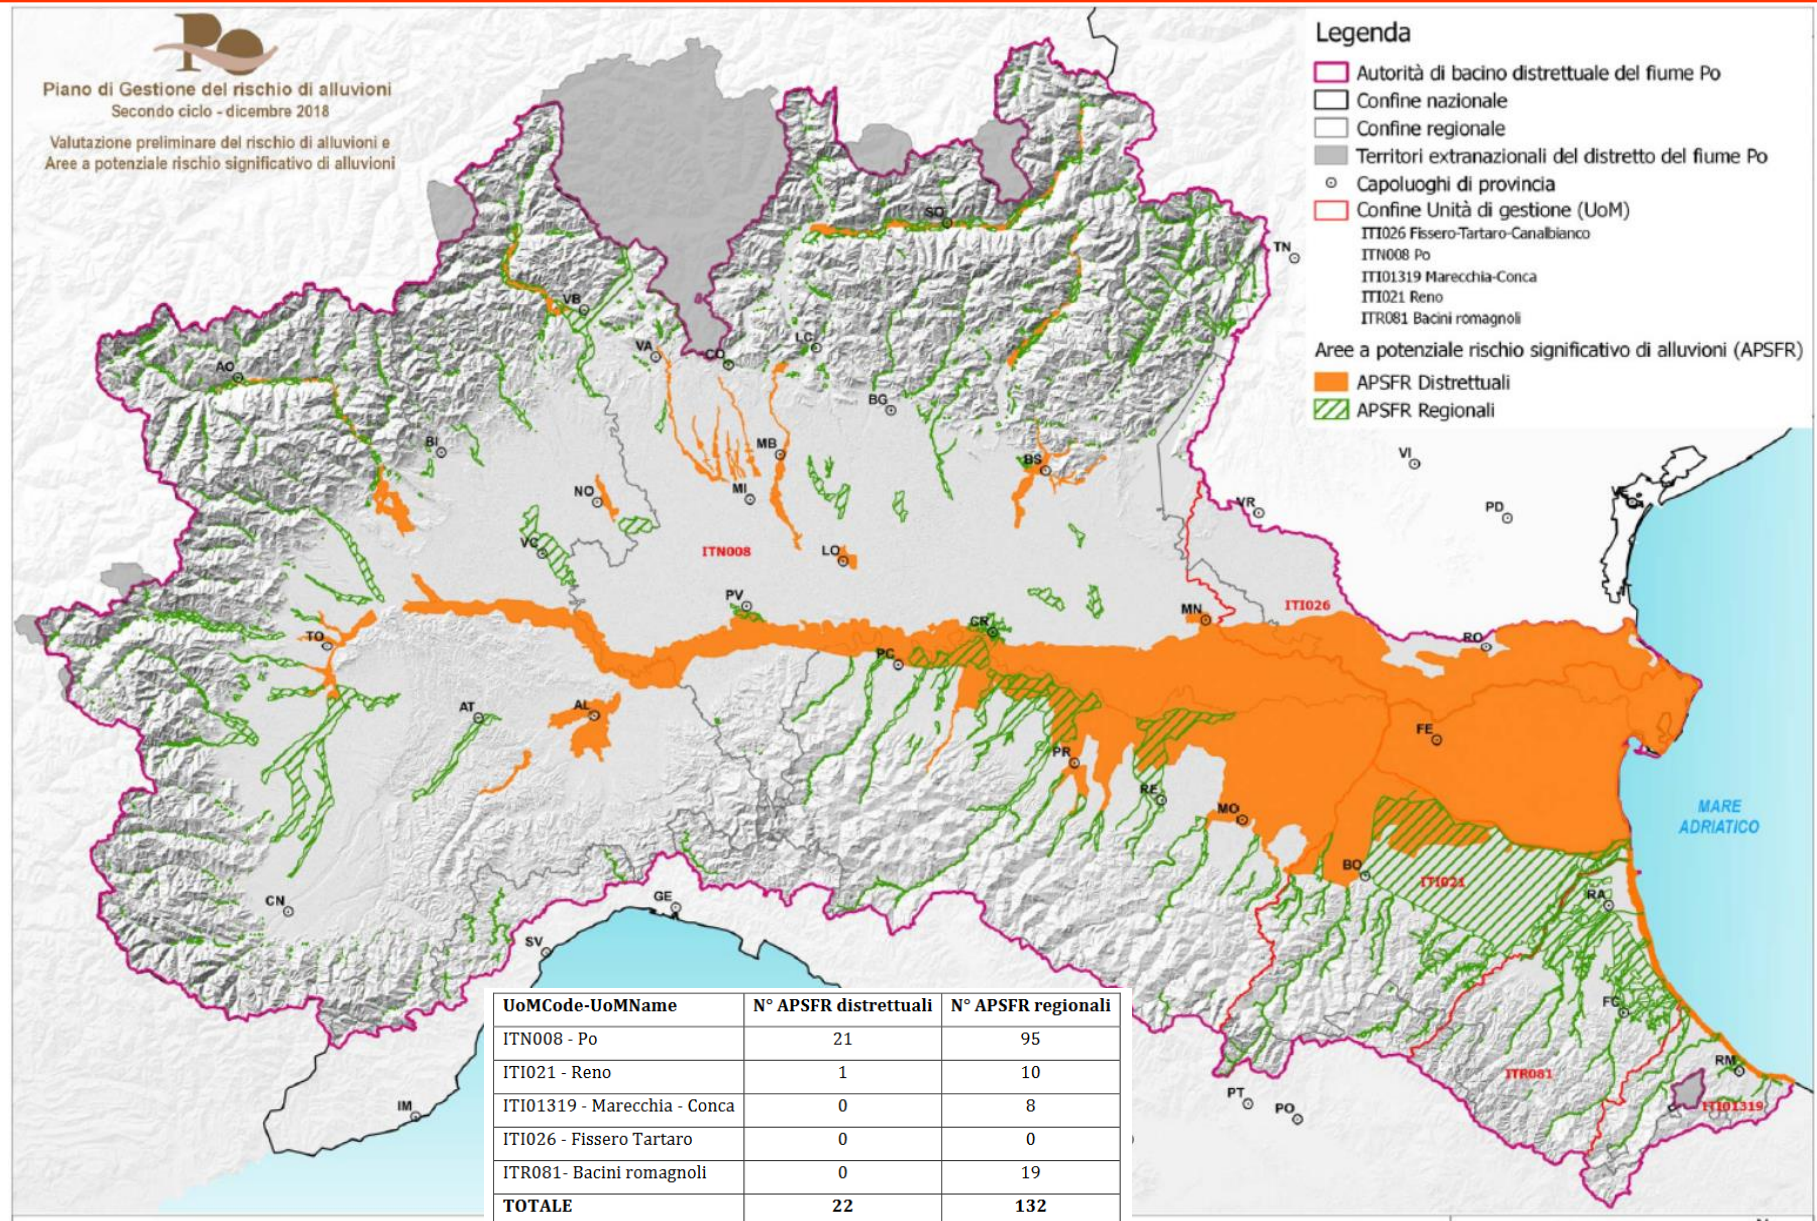 Po
Piano di Gestione del rischio di alluvioni
Secondo ciclo - dicembre 2018
Valutazione preliminare del rischio di alluvioni e
Aree a potenziale rischio significativo di alluvioni
Legenda
Autorità di bacino distrettuale del fiume Po
Confine nazionale
Confine regionale
Territori extranazionali del distretto del fiume Po
Capoluoghi di provincia
Confine Unità di gestione (UoM)
ITI026 Fissero-Tartaro-Canalbianco
ITN008 Po
ITI01319 Marecchia-Conca
ITI021 Reno
ITR081 Bacini romagnoli
Aree a potenziale rischio significativo di alluvioni (APSFR)
APSFR Distrettuali
APSFR Regionali
SO
TN
VB
VA
CO
LC
AO
BG
BI
MB
BS
VI
NO
MI
VR
PD
VC
ITN008
LO
PV
MN
ITI026
TO
CR
RO
PC
AT
AL
FE
PR
RE
MO
MARE
ADRIATICO
BO
ITI021
RA
CN
GE
SV
FC
RM
ITR081
ITI01319
PT
PO
IM
UoMCode-UoMName N° APSFR distrettuali N° APSFR regionali
ITN008 - Po 21 95
ITI021 - Reno 1 10
ITI01319 - Marecchia - Conca 0 8
ITI026 - Fissero Tartaro 0 0
ITR081- Bacini romagnoli 0 19
TOTALE 22 132